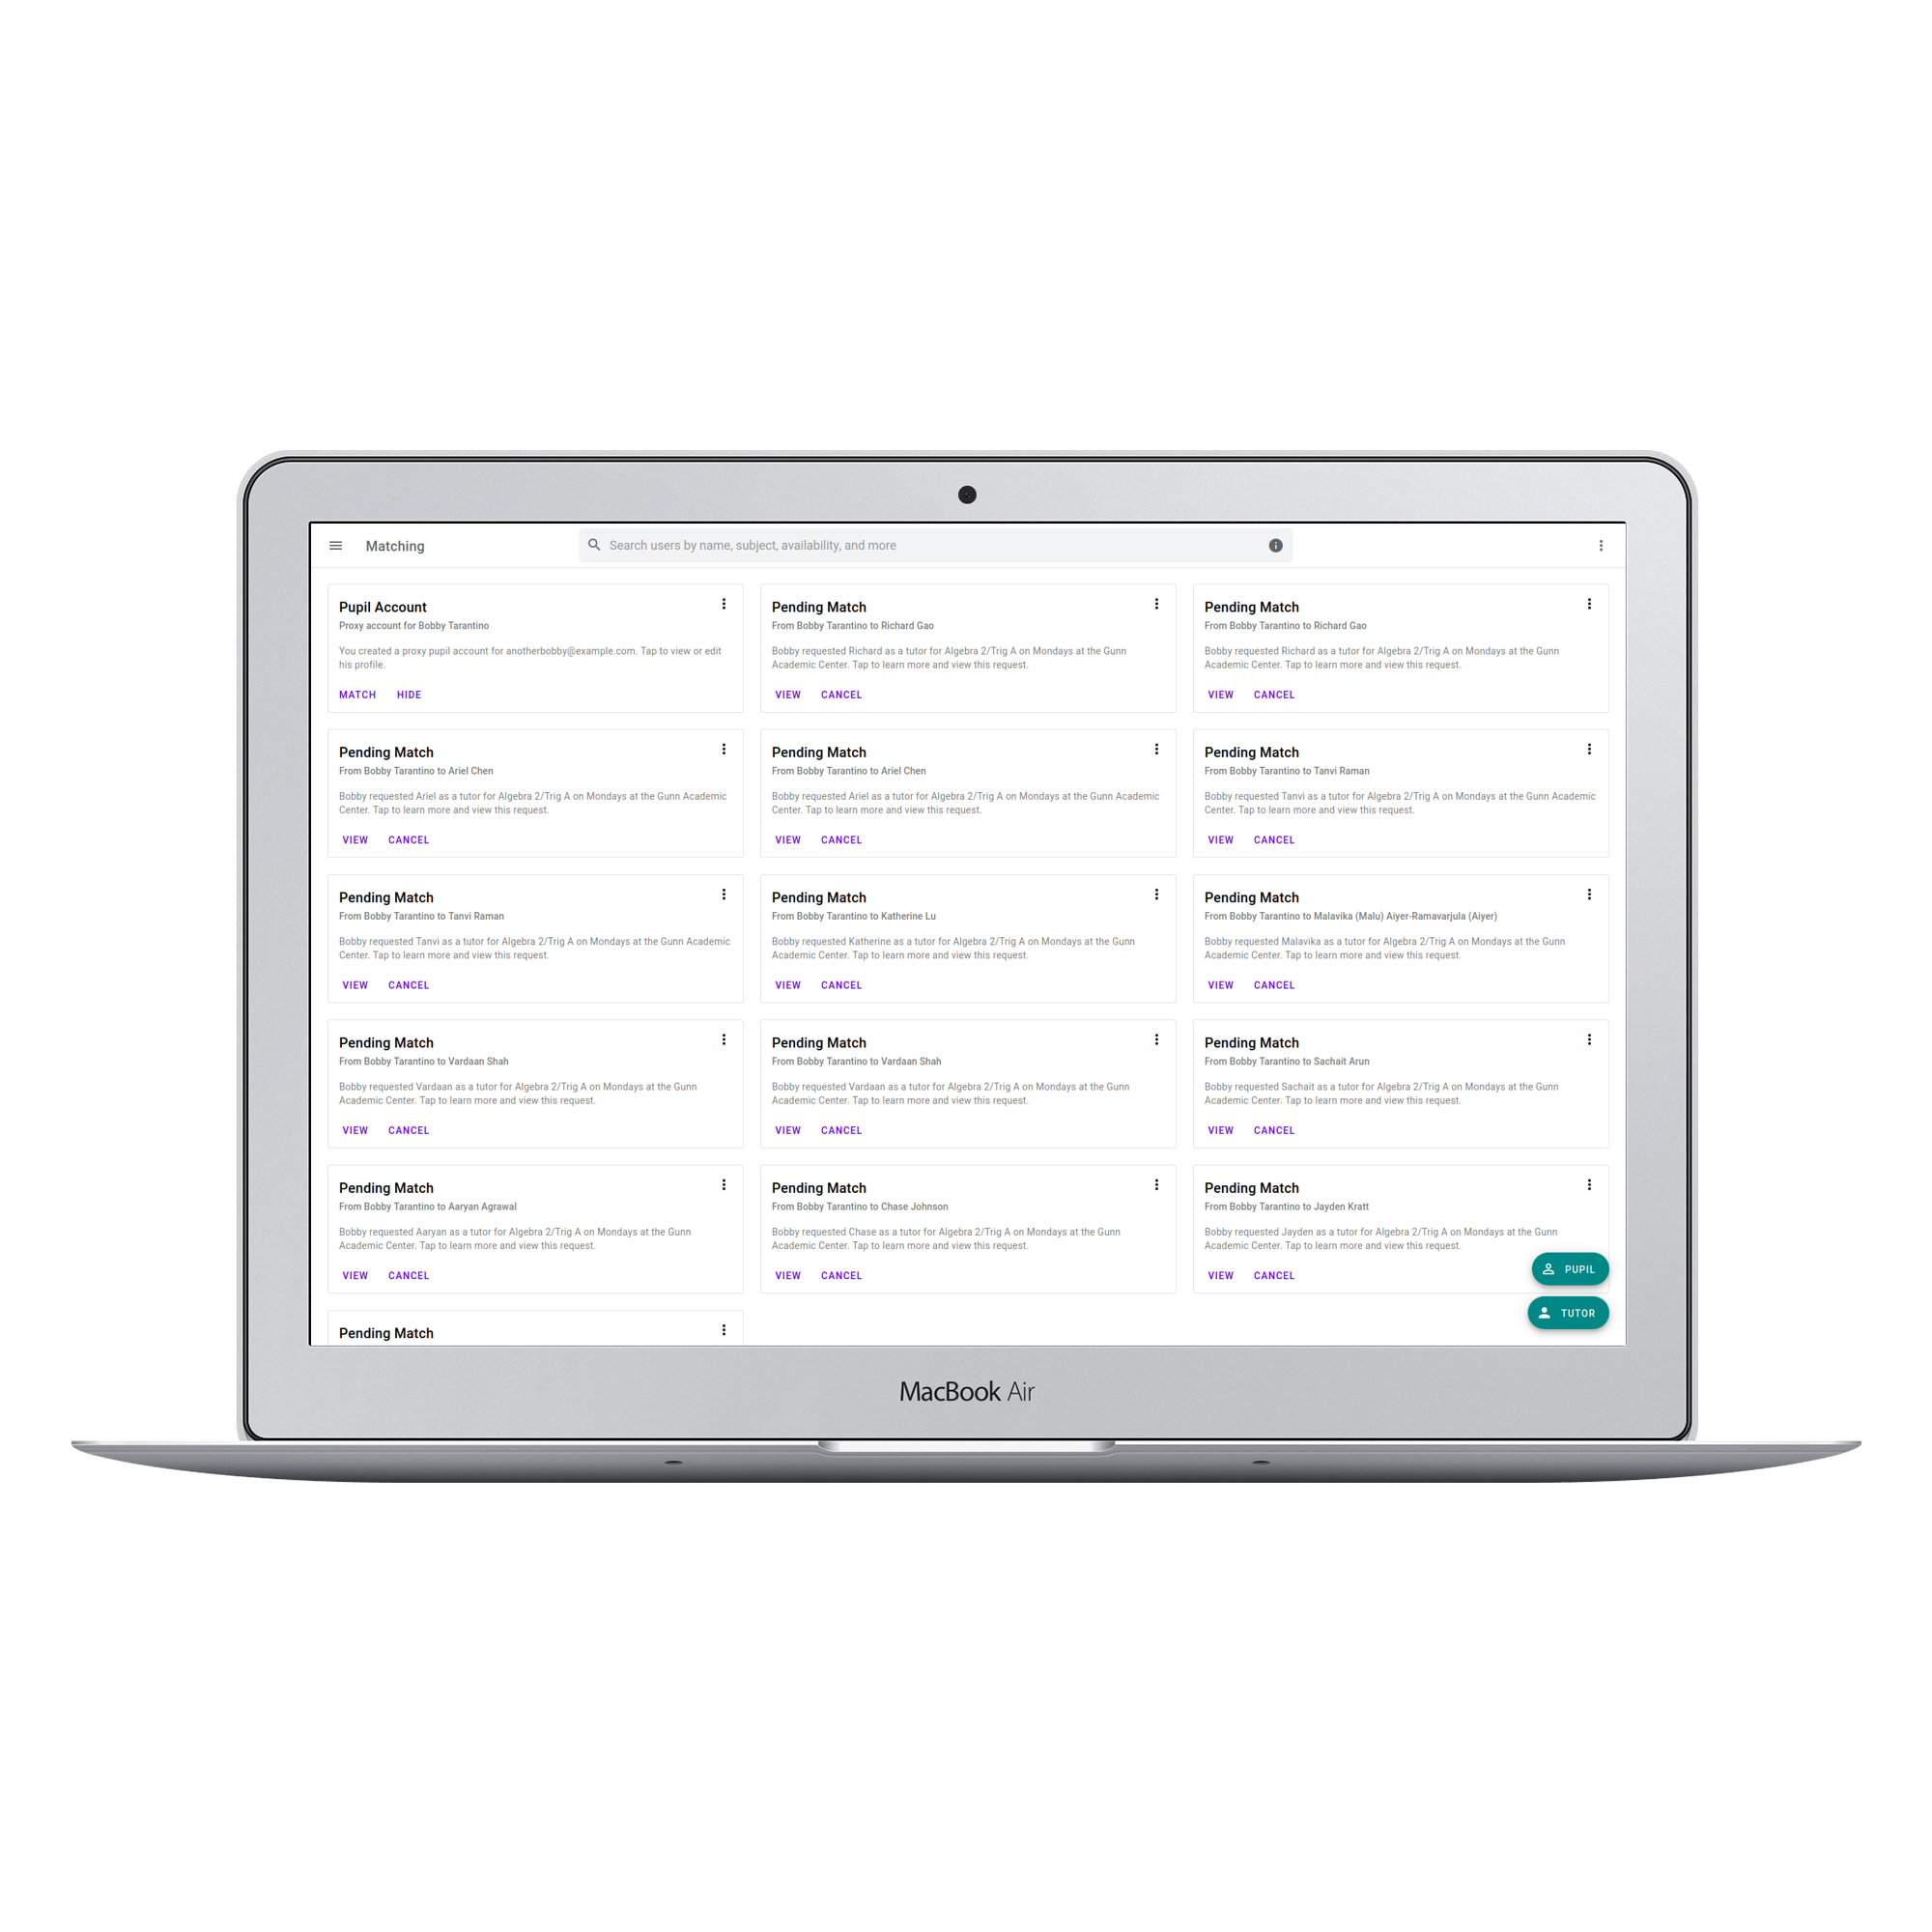 Matching
Search users by name, subject, availability, and more
Pupil Account
Proxy account for Bobby Tarantino
You created a proxy pupil account for anotherbobby@example.com. Tap to view or edit
his profile.
MATCH HIDE
Pending Match
From Bobby Tarantino to Richard Gao
Bobby requested Richard as a tutor for Algebra 2/Trig A on Mondays at the Gunn
Academic Center. Tap to learn more and view this request.
VIEW CANCEL
Pending Match
From Bobby Tarantino to Richard Gao
Bobby requested Richard as a tutor for Algebra 2/Trig A on Mondays at the Gunn
Academic Center. Tap to learn more and view this request.
VIEW CANCEL
Pending Match
From Bobby Tarantino to Ariel Chen
Bobby requested Ariel as a tutor for Algebra 2/Trig A on Mondays at the Gunn Academic
Center. Tap to learn more and view this request.
VIEW CANCEL
Pending Match
From Bobby Tarantino to Ariel Chen
Bobby requested Ariel as a tutor for Algebra 2/Trig A on Mondays at the Gunn Academic
Center. Tap to learn more and view this request.
VIEW CANCEL
Pending Match
From Bobby Tarantino to Tanvi Raman
Bobby requested Tanvi as a tutor for Algebra 2/Trig A on Mondays at the Gunn Academic
Center. Tap to learn more and view this request.
VIEW CANCEL
Pending Match
From Bobby Tarantino to Tanvi Raman
Bobby requested Tanvi as a tutor for Algebra 2/Trig A on Mondays at the Gunn Academic
Center. Tap to learn more and view this request.
VIEW CANCEL
Pending Match
From Bobby Tarantino to Katherine Lu
Bobby requested Katherine as a tutor for Algebra 2/Trig A on Mondays at the Gunn
Academic Center. Tap to learn more and view this request.
VIEW CANCEL
Pending Match
From Bobby Tarantino to Malavika (Malu) Aiyer-Ramavarjula (Aiyer)
Bobby requested Malavika as a tutor for Algebra 2/Trig A on Mondays at the Gunn
Academic Center. Tap to learn more and view this request.
VIEW CANCEL
Pending Match
From Bobby Tarantino to Vardaan Shah
Bobby requested Vardaan as a tutor for Algebra 2/Trig A on Mondays at the Gunn
Academic Center. Tap to learn more and view this request.
VIEW CANCEL
Pending Match
From Bobby Tarantino to Vardaan Shah
Bobby requested Vardaan as a tutor for Algebra 2/Trig A on Mondays at the Gunn
Academic Center. Tap to learn more and view this request.
VIEW CANCEL
Pending Match
From Bobby Tarantino to Sachait Arun
Bobby requested Sachait as a tutor for Algebra 2/Trig A on Mondays at the Gunn
Academic Center. Tap to learn more and view this request.
VIEW CANCEL
Pending Match
From Bobby Tarantino to Aaryan Agrawal
Bobby requested Aaryan as a tutor for Algebra 2/Trig A on Mondays at the Gunn
Academic Center. Tap to learn more and view this request.
VIEW CANCEL
Pending Match
From Bobby Tarantino to Chase Johnson
Bobby requested Chase as a tutor for Algebra 2/Trig A on Mondays at the Gunn
Academic Center. Tap to learn more and view this request.
VIEW CANCEL
Pending Match
From Bobby Tarantino to Jayden Kratt
Bobby requested Jayden as a tutor for Algebra 2/Trig A on Mondays at the Gunn
Academic Center. Tap to learn more and view this request.
VIEW CANCEL
PUPIL
TUTOR
Pending Match
MacBook Air